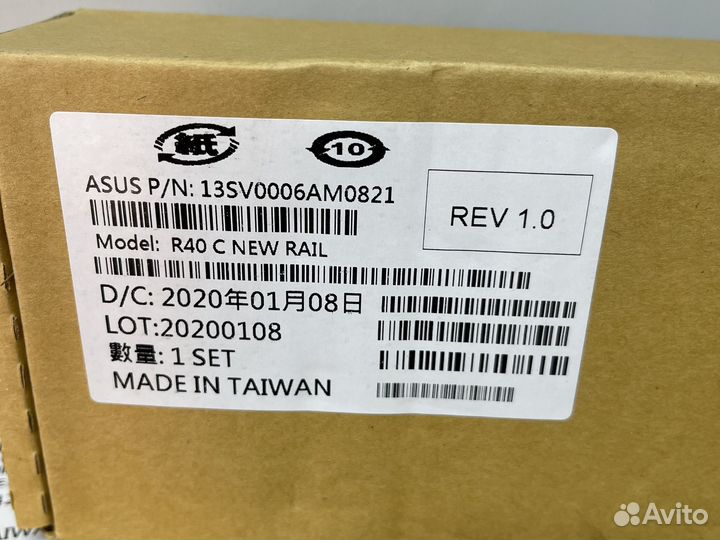 紙
10
ASUS P/N: 13SV0006AM0821
REV 1.0
Model: R40 C NEW RAIL
D/C: 2020年01月08日
LOT:20200108
數量: 1 SET
MADE IN TAIWAN
Avito